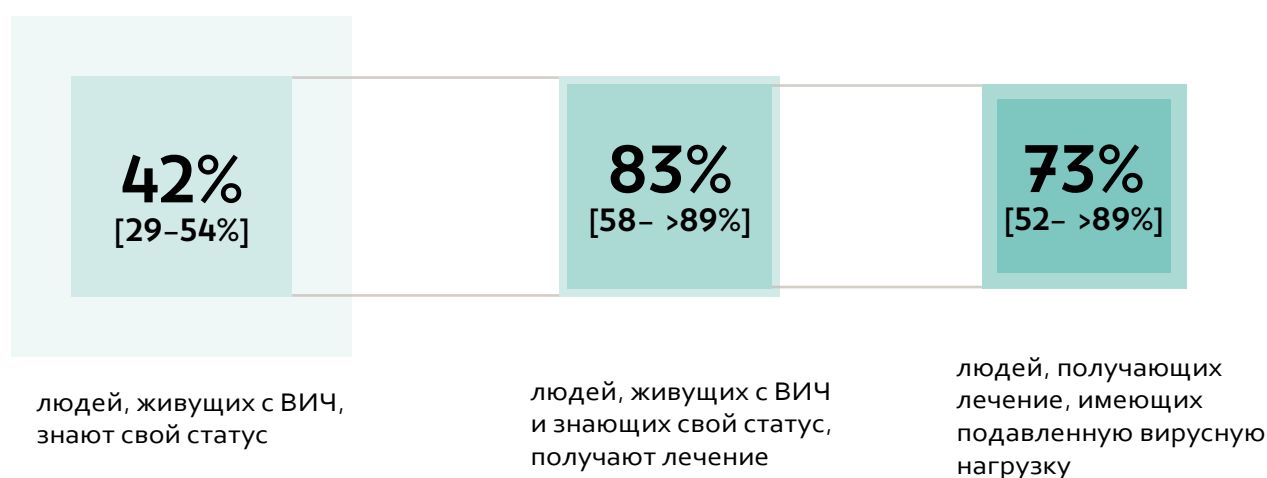 42%
[29–54%]
83%
[58– >89%]
73%
[52– >89%]
людей, живущих с ВИЧ,
знают свой статус
людей, живущих с ВИЧ
и знающих свой статус,
получают лечение
людей, получающих
лечение, имеющих
подавленную вирусную
нагрузку